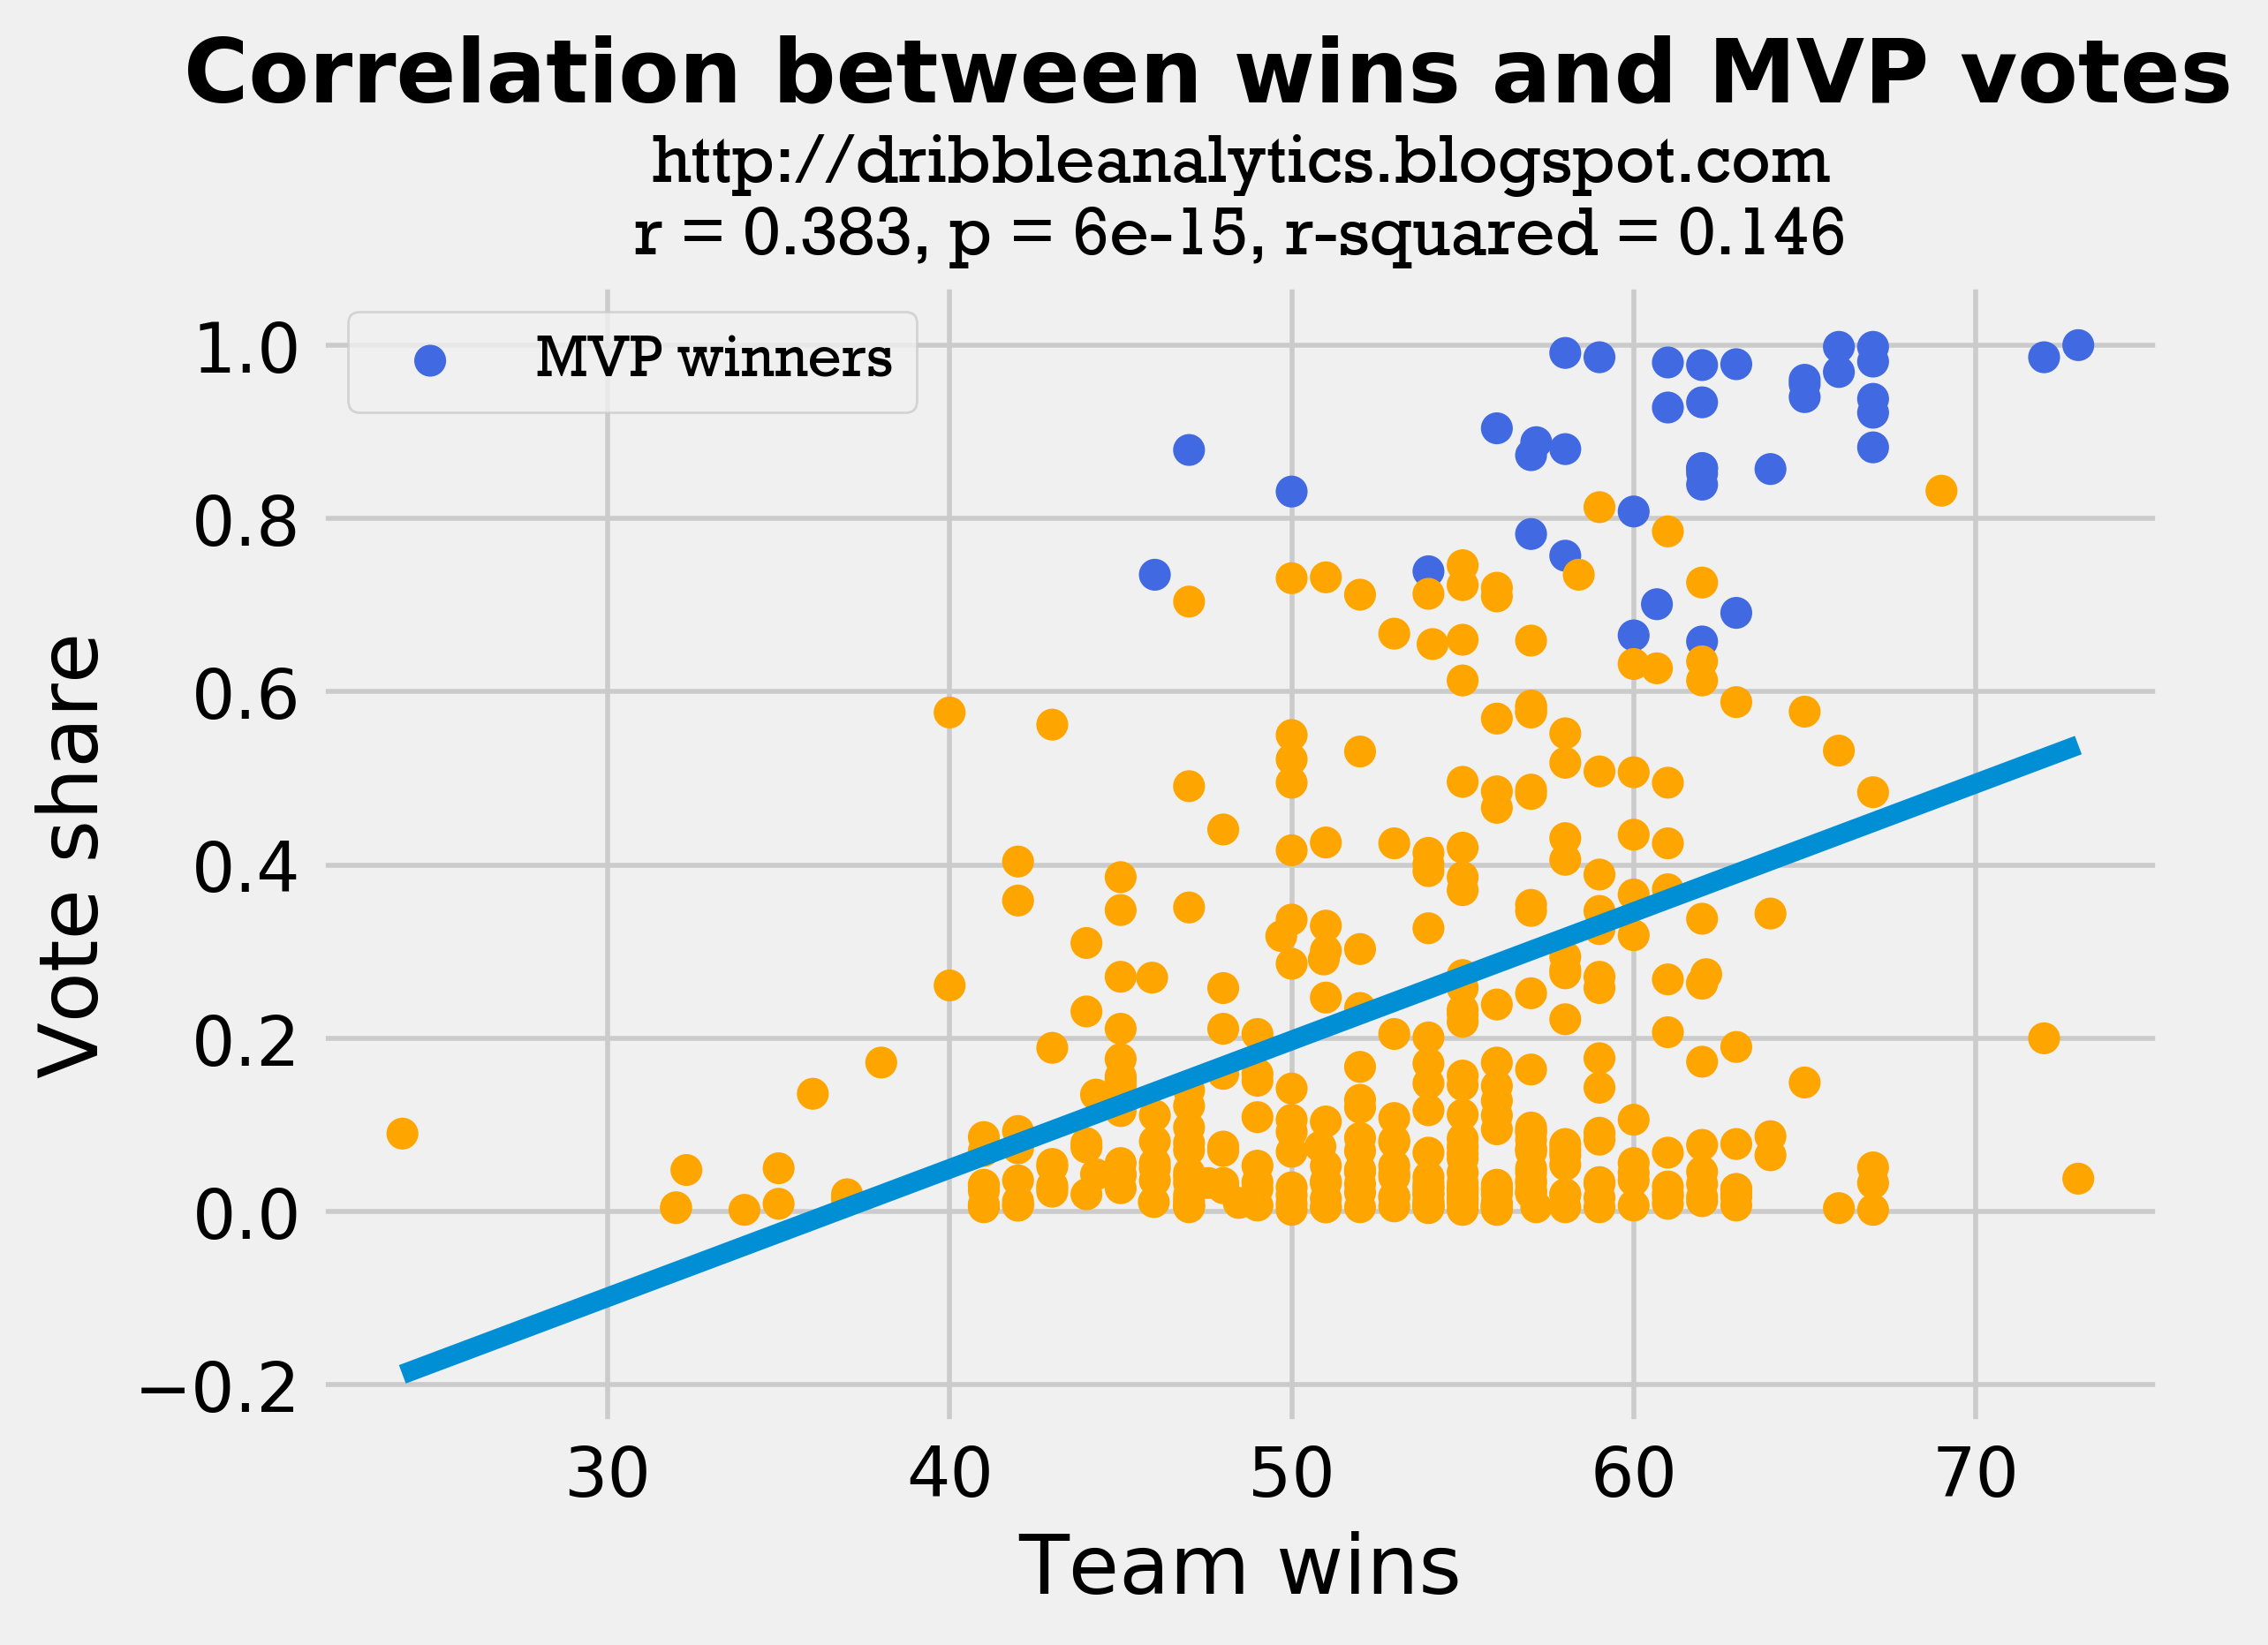 Correlation between wins and MVP votes
http://dribbleanalytics.blogspot.com
r = 0.383, p = 6e-15, r-squared = 0.146
MVP winners
1.0
0.8
0.6
0.4
0.2
0.0
−0.2
Vote share
30 40 50 60 70
Team wins